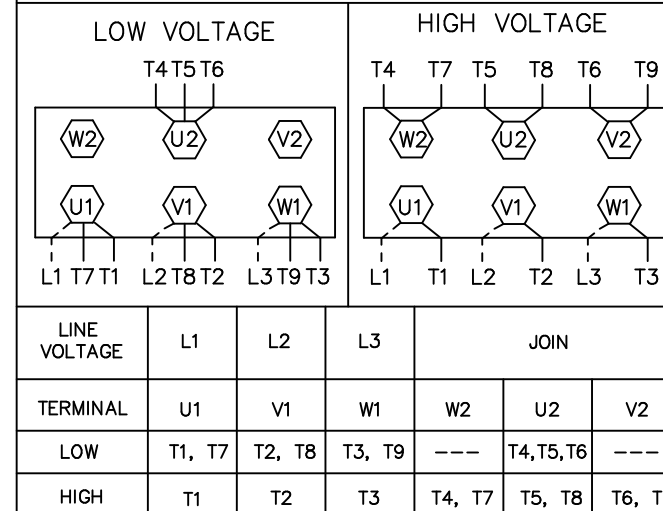 LOW VOLTAGE
T4 T5 T6
W2 U2 V2
U1 V1 W1
L1 T7 T1 L2 T8 T2 L3 T9 T3
HIGH VOLTAGE
T4 T7 T5 T8 T6 T9
W2 U2 V2
U1 V1 W1
L1 T1 L2 T2 L3 T3
LINE VOLTAGE L1 L2 L3 JOIN
TERMINAL U1 V1 W1 W2 U2 V2
LOW T1, T7 T2, T8 T3, T9 --- T4,T5,T6 ---
HIGH T1 T2 T3 T4, T7 T5, T8 T6, T